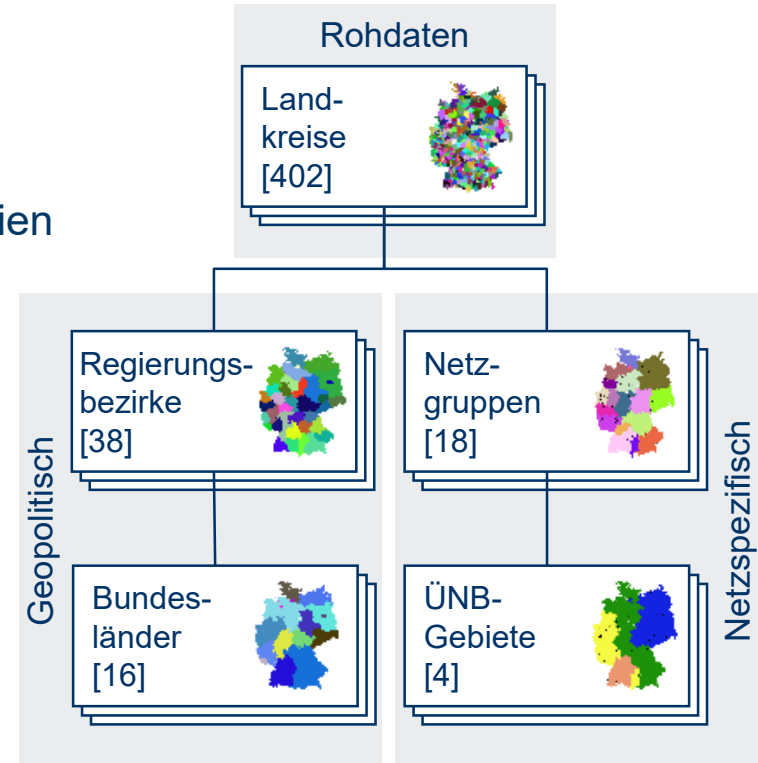 Rohdaten
Land-
kreise
[402]
ien
Geopolitisch
Regierungs-
bezirke
[38]
Bundes-
länder
[16]
Netz-
gruppen
[18]
ÜNB-
Gebiete
[4]
Netzspezifisch